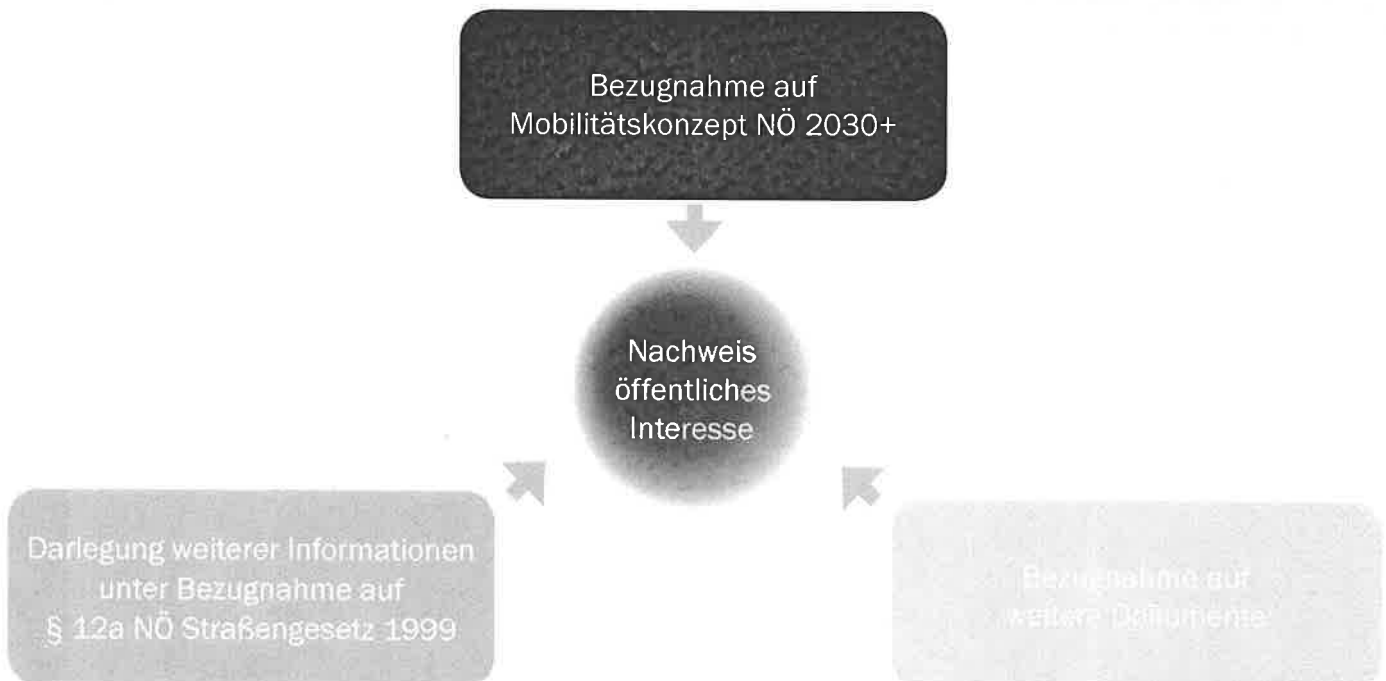 Bezugnahme auf
Mobilitätskonzept NÖ 2030+
Nachweis
öffentliches
Interesse
Darlegung weiterer Informationen
unter Bezugnahme auf
§ 12a NÖ Straßengesetz 1999
Bezugnahme auf
weitere Dokumente